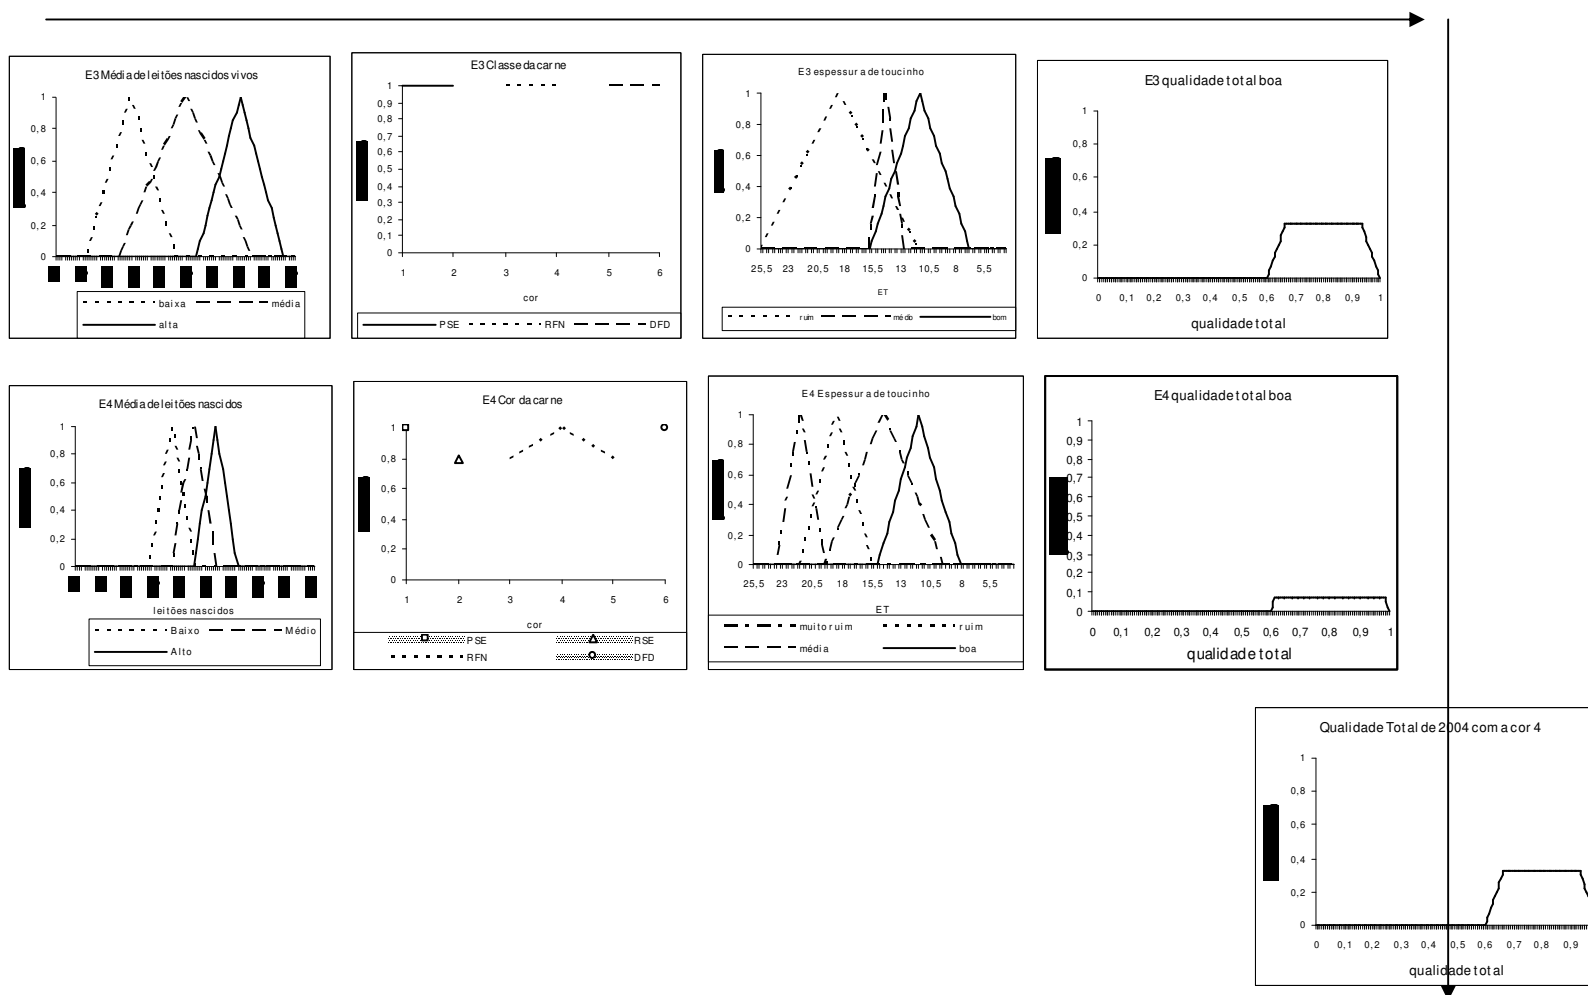 E3 Média de leitões nascidos vivos
1
0,8
0,6
0,4
0,2
0
baixa
média
alta
E3 Classe da carne
1
0,9
0,8
0,7
0,6
0,5
0,4
0,3
0,2
0,1
0
1 2 3 4 5 6
cor
PSE RFN DFD
E3 espessura de toucinho
1
0,8
0,6
0,4
0,2
0
25,5 23 20,5 18 15,5 13 10,5 8 5,5
ET
ruim médio bom
E3 qualidade total boa
1
0,8
0,6
0,4
0,2
0
0 0,1 0,2 0,3 0,4 0,5 0,6 0,7 0,8 0,9 1
qualidade total
E4 Média de leitões nascidos
1
0,8
0,6
0,4
0,2
0
leitões nascidos
Baixo Médio
Alto
E4 Cor da carne
1
0,8
0,6
0,4
0,2
0
1 2 3 4 5 6
cor
PSE RSE
RFN DFD
E4 Espessura de toucinho
1
0,8
0,6
0,4
0,2
0
25,5 23 20,5 18 15,5 13 10,5 8 5,5
ET
muito ruim ruim
média boa
E4 qualidade total boa
1
0,9
0,8
0,7
0,6
0,5
0,4
0,3
0,2
0,1
0
0 0,1 0,2 0,3 0,4 0,5 0,6 0,7 0,8 0,9 1
qualidade total
Qualidade Total de 2004 com a cor 4
1
0,8
0,6
0,4
0,2
0
0 0,1 0,2 0,3 0,4 0,5 0,6 0,7 0,8 0,9
qualidade total